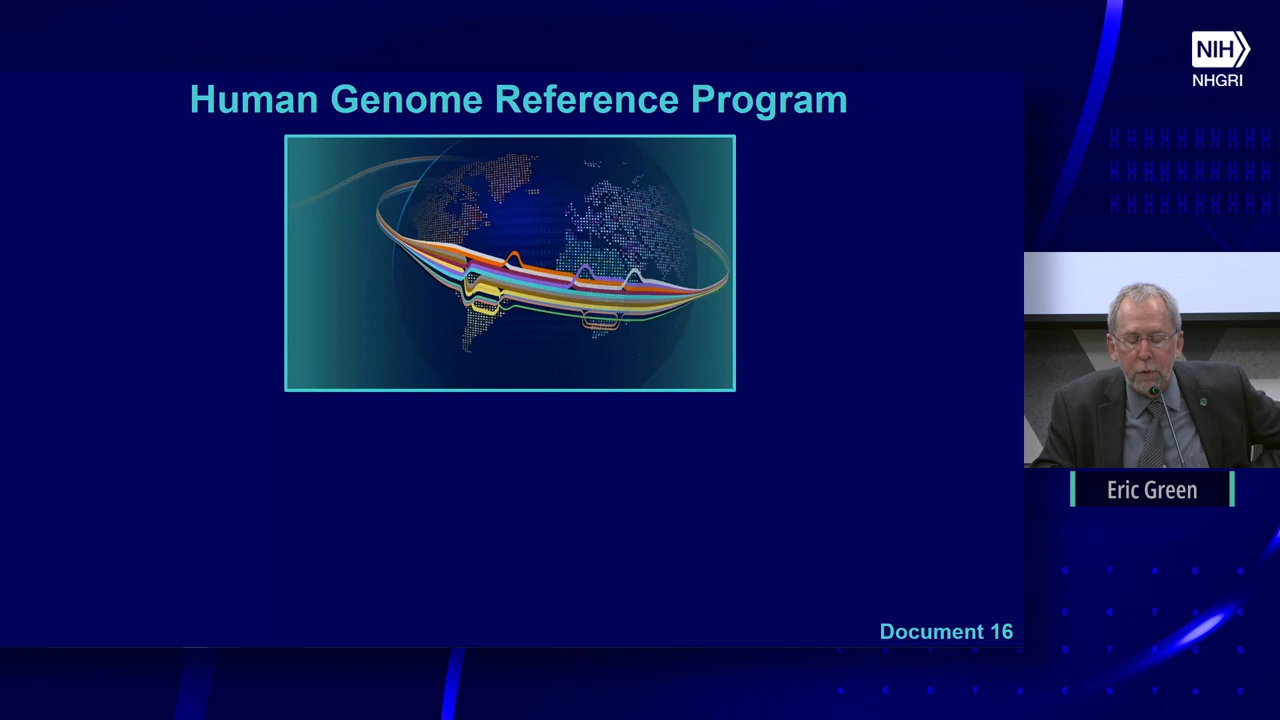 NIH
NHGRI
Human Genome Reference Program
Eric Green
Document 16